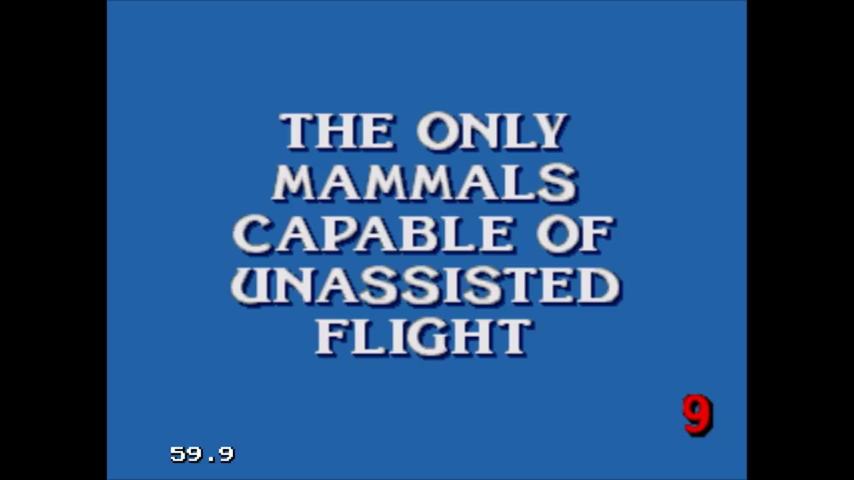 THE ONLY
MAMMALS
CAPABLE OF
UNASSISTED
FLIGHT
9
59.9